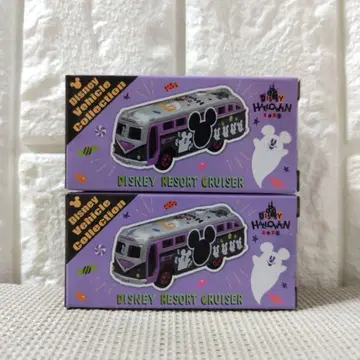 Disney
Vehicle
Collection
DISNEY
HALLOWEEN
DISNEY RESORT CRUISER
Disney
Vehicle
Collection
DISNEY
HALLOWEEN
DISNEY RESORT CRUISER